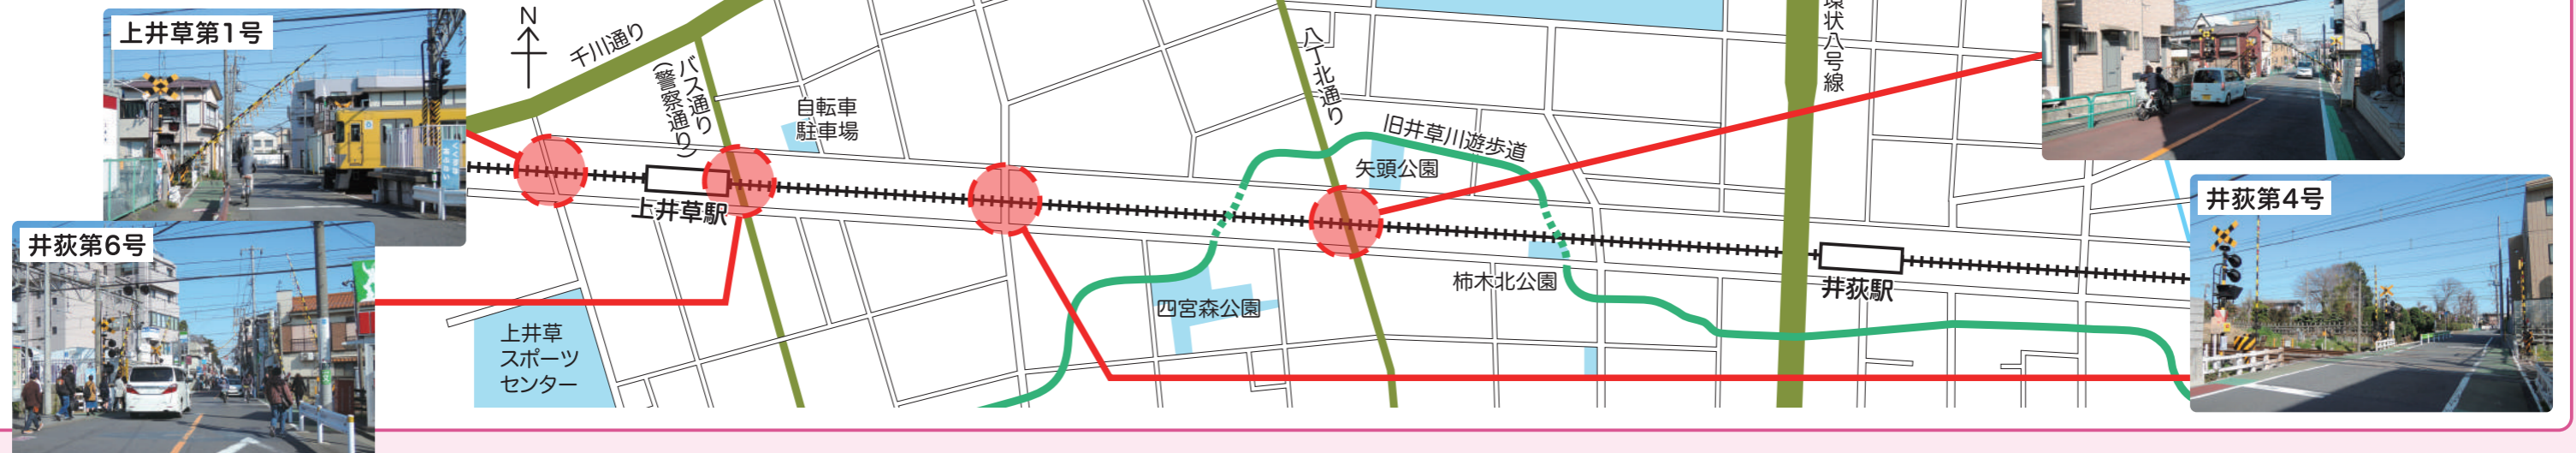 上井草第1号
井荻第6号
N
千川通り
バス通り
(警察通り)
自転車
駐車場
上井草駅
上井草
スポーツ
センター
八丁北通り
旧井草川遊歩道
矢頭公園
四宮森公園
柿木北公園
環状八号線
井荻駅
井荻第4号